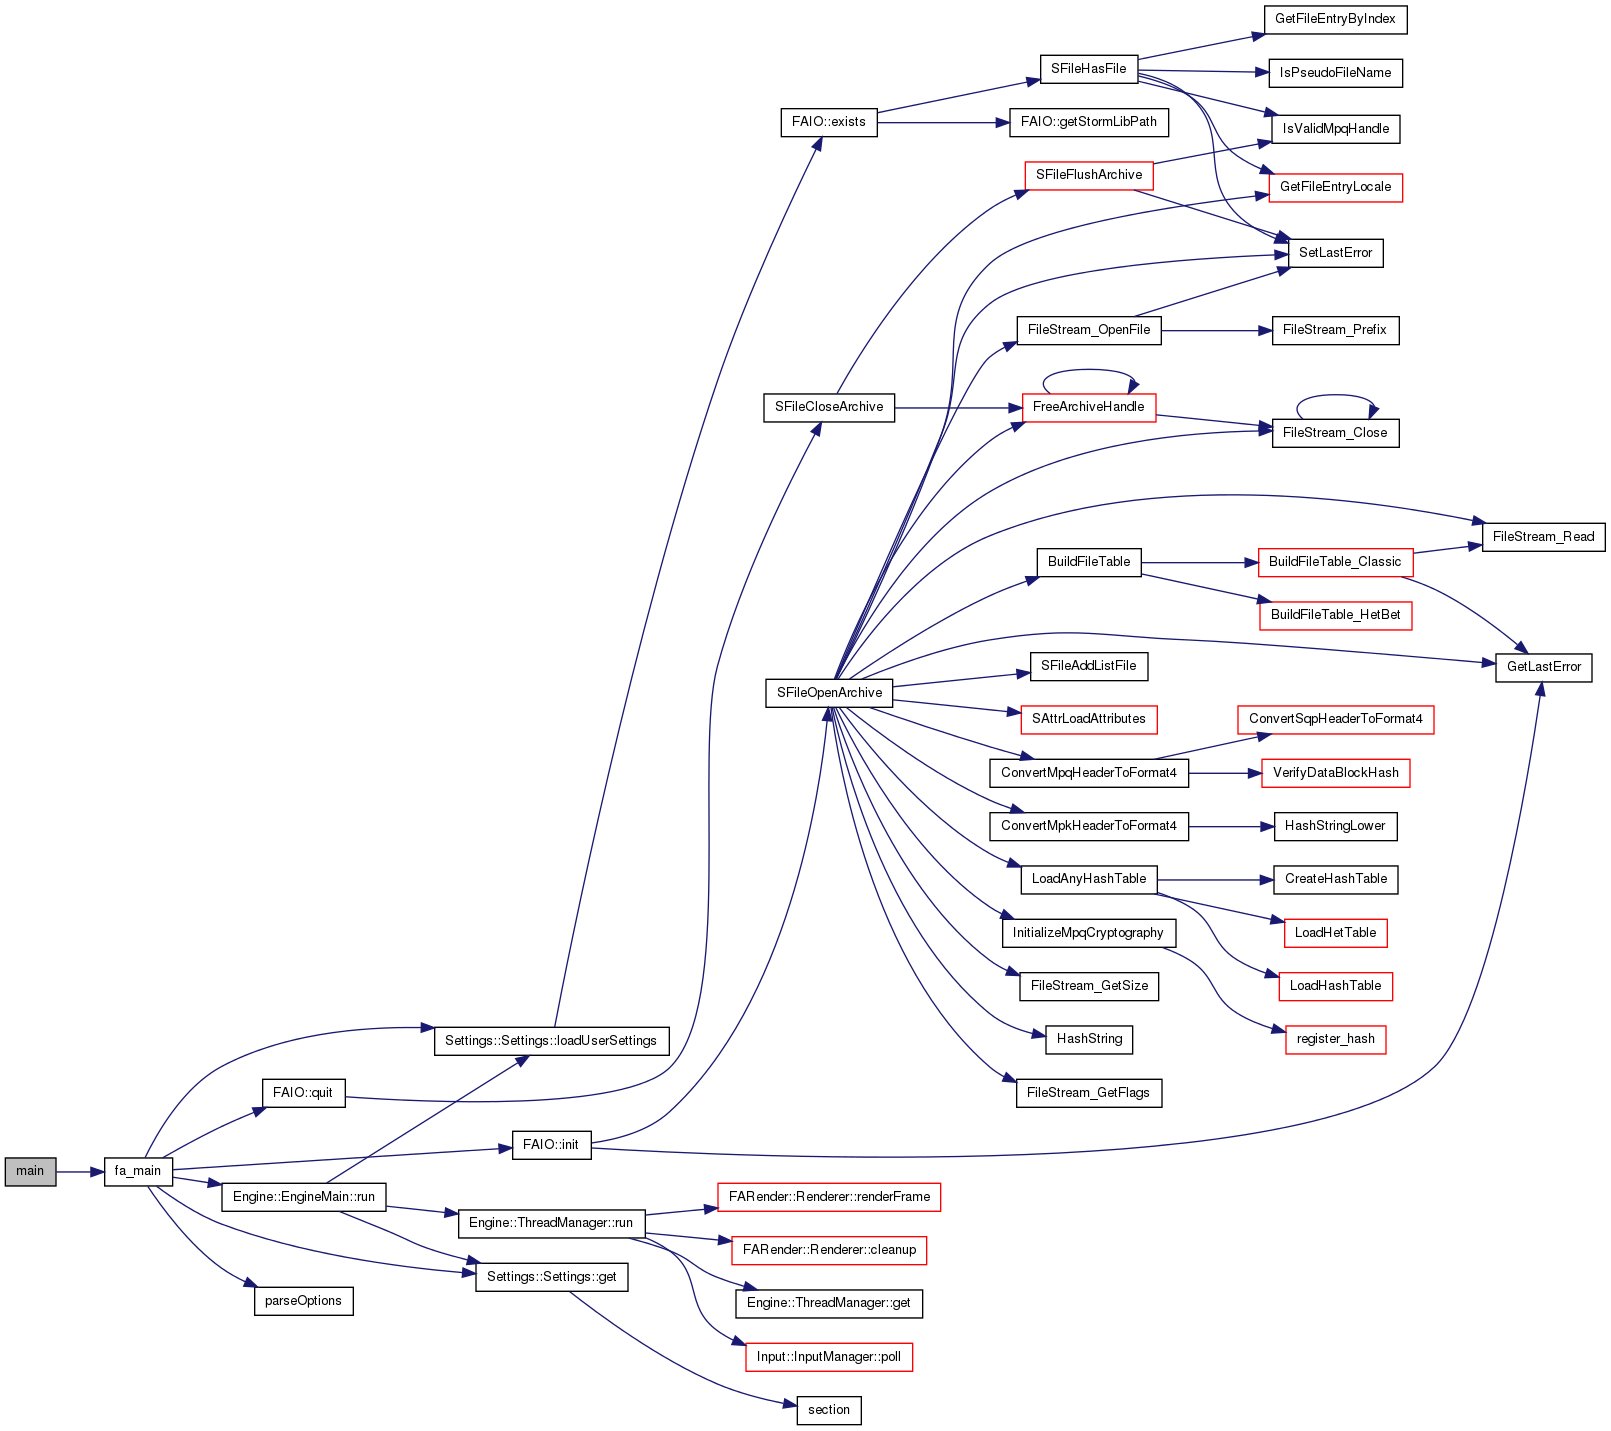 GetFileEntryByIndex
SFileHasFile
IsPseudoFileName
FAIO::exists
FAIO::getStormLibPath
IsValidMpqHandle
SFileFlushArchive
GetFileEntryLocale
SetLastError
FileStream_OpenFile
FileStream_Prefix
SFileCloseArchive
FreeArchiveHandle
FileStream_Close
FileStream_Read
BuildFileTable
BuildFileTable_Classic
BuildFileTable_HetBet
SFileAddListFile
GetLastError
SFileOpenArchive
SAttrLoadAttributes
ConvertSqpHeaderToFormat4
ConvertMpqHeaderToFormat4
VerifyDataBlockHash
ConvertMpkHeaderToFormat4
HashStringLower
LoadAnyHashTable
CreateHashTable
InitializeMpqCryptography
LoadHetTable
FileStream_GetSize
LoadHashTable
Settings::Settings::loadUserSettings
HashString
register_hash
FAIO::quit
FileStream_GetFlags
FAIO::init
main
fa_main
Engine::EngineMain::run
FARender::Renderer::renderFrame
Engine::ThreadManager::run
FARender::Renderer::cleanup
Settings::Settings::get
parseOptions
Engine::ThreadManager::get
Input::InputManager::poll
section